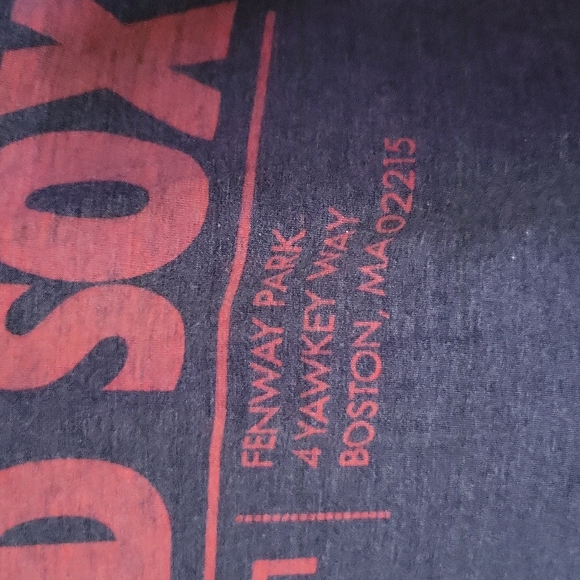 D SOX
FENWAY PARK
4 YAWKEY WAY
BOSTON, MA 02215